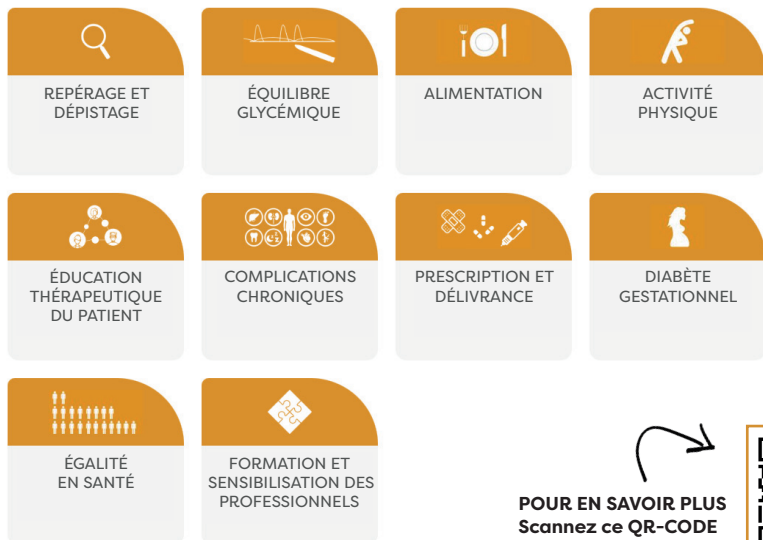 REPÉRAGE ET
DÉPISTAGE
ÉQUILIBRE
GLYCÉMIQUE
ALIMENTATION
ACTIVITÉ
PHYSIQUE
ÉDUCATION
THÉRAPEUTIQUE
DU PATIENT
COMPLICATIONS
CHRONIQUES
PRESCRIPTION ET
DÉLIVRANCE
DIABÈTE
GESTATIONNEL
ÉGALITÉ
EN SANTÉ
FORMATION ET
SENSIBILISATION DES
PROFESSIONNELS
POUR EN SAVOIR PLUS
Scannez ce QR-CODE